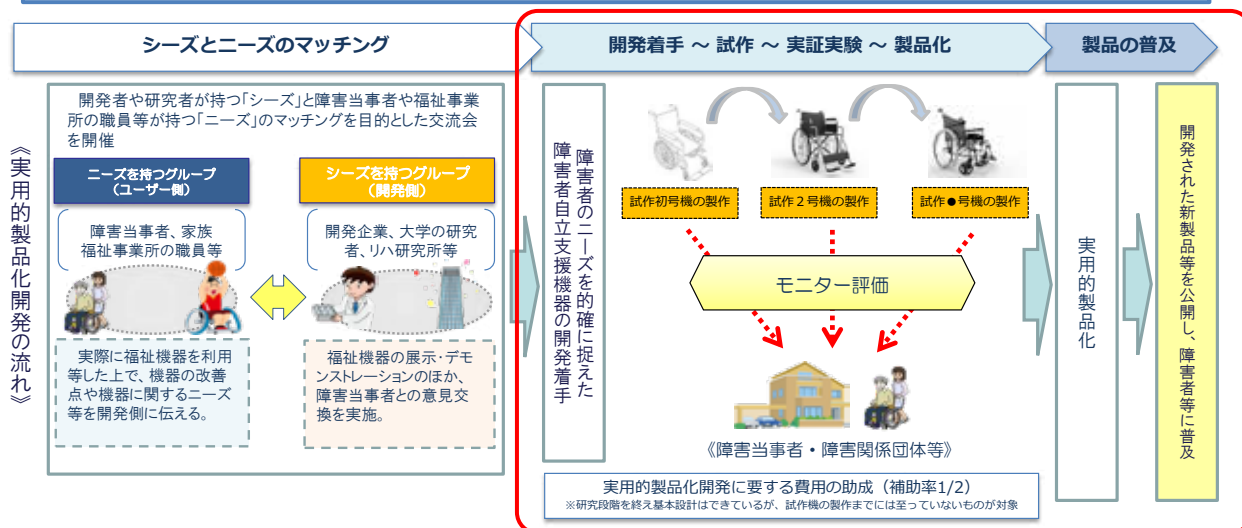 シーズとニーズのマッチング
開発着手 ～ 試作 ～ 実証実験 ～ 製品化
製品の普及
《実用的製品化開発の流れ》
開発者や研究者が持つ「シーズ」と障害当事者や福祉事業
所の職員等が持つ「ニーズ」のマッチングを目的とした交流会
を開催
ニーズを持つグループ
（ユーザー側）
障害当事者、家族
福祉事業所の職員等
実際に福祉機器を利用
等した上で、機器の改善
点や機器に関するニーズ
等を開発側に伝える。
シーズを持つグループ
（開発側）
開発企業、大学の研究
者、リハ研究所等
福祉機器の展示・デモ
ンストレーションのほか、
障害当事者との意見交
換を実施。
障害者のニーズを的確に捉えた
障害者自立支援機器の開発着手
試作初号機の製作
試作２号機の製作
試作●号機の製作
モニター評価
《障害当事者・障害関係団体等》
実用的製品化開発に要する費用の助成（補助率1/2）
※研究段階を終え基本設計はできているが、試作機の製作までには至っていないものが対象
実用的製品化
開発された新製品等を公開し、障害者等に普及